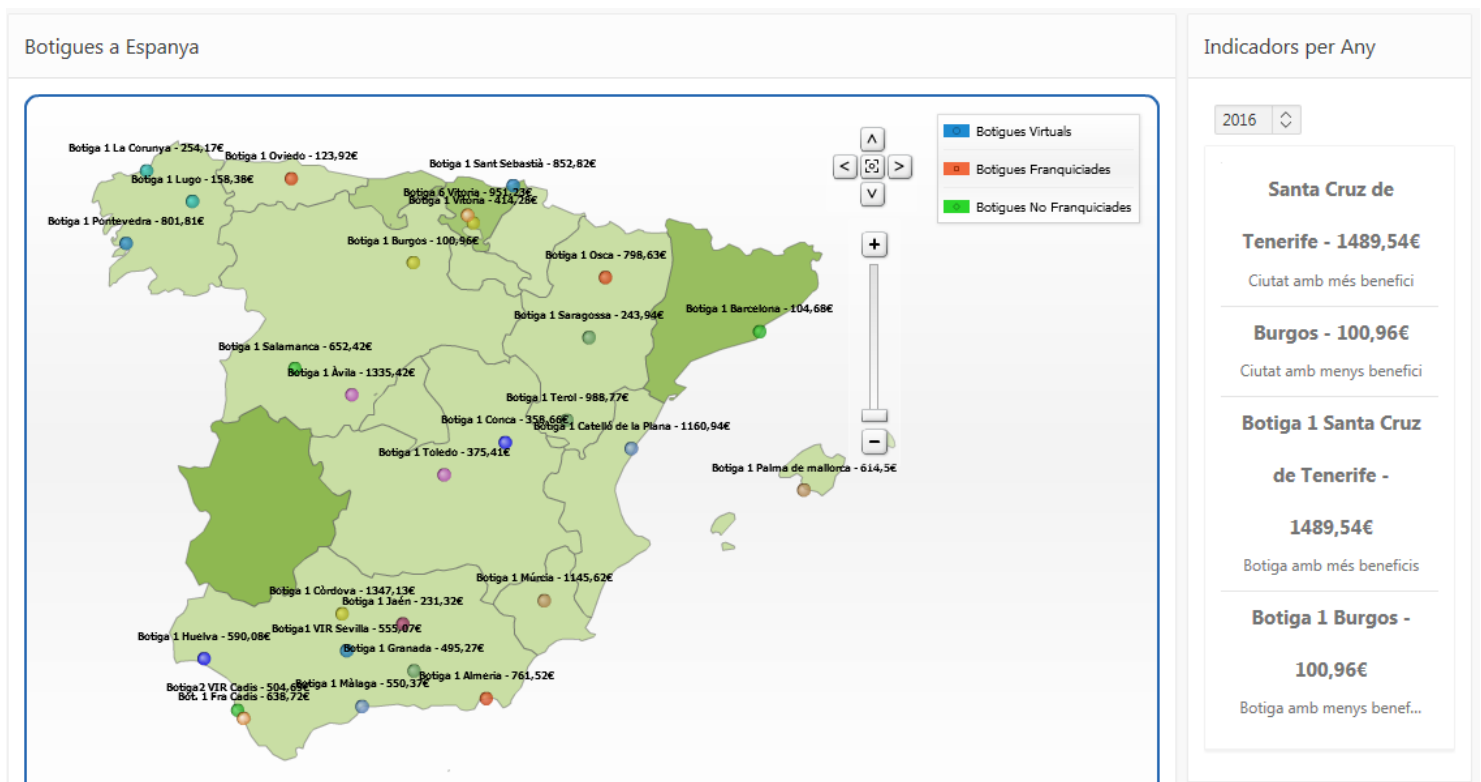 Botigues a Espanya
Indicadors per Any
Botigues Virtuals
Botigues Franquiciades
Botigues No Franquiciades
Botiga 1 La Corunya - 254,17€
Botiga 1 Oviedo - 123,92€
Botiga 1 Sant Sebastià - 852,82€
Botiga 1 Lugo - 158,38€
Botiga 6 Vitoria - 951,23€
Botiga 1 Vitoria - 414,28€
Botiga 1 Pontevedra - 801,81€
Botiga 1 Burgos - 100,96€
Botiga 1 Osca - 798,63€
Botiga 1 Saragossa - 243,94€
Botiga 1 Barcelona - 104,68€
Botiga 1 Salamanca - 652,42€
Botiga 1 Àvila - 1335,42€
Botiga 1 Terol - 988,77€
Botiga 1 Conca - 358,66€
Botiga 1 Catelló de la Plana - 1160,94€
Botiga 1 Toledo - 375,41€
Botiga 1 Palma de mallorca - 614,5€
Botiga 1 Múrcia - 1145,62€
Botiga 1 Còrdova - 1347,13€
Botiga 1 Jaén - 231,32€
Botiga1 VIR Sevilla - 555,07€
Botiga 1 Huelva - 590,08€
Botiga 1 Granada - 495,27€
Botiga 1 Almeria - 761,52€
Botiga2 VIR Cadis - 504,69€
Botiga 1 Màlaga - 550,37€
Bot. 1 Fra Cadis - 638,72€
2016
Santa Cruz de
Tenerife - 1489,54€
Ciutat amb més benefici
Burgos - 100,96€
Ciutat amb menys benefici
Botiga 1 Santa Cruz
de Tenerife -
1489,54€
Botiga amb més beneficis
Botiga 1 Burgos -
100,96€
Botiga amb menys benef...